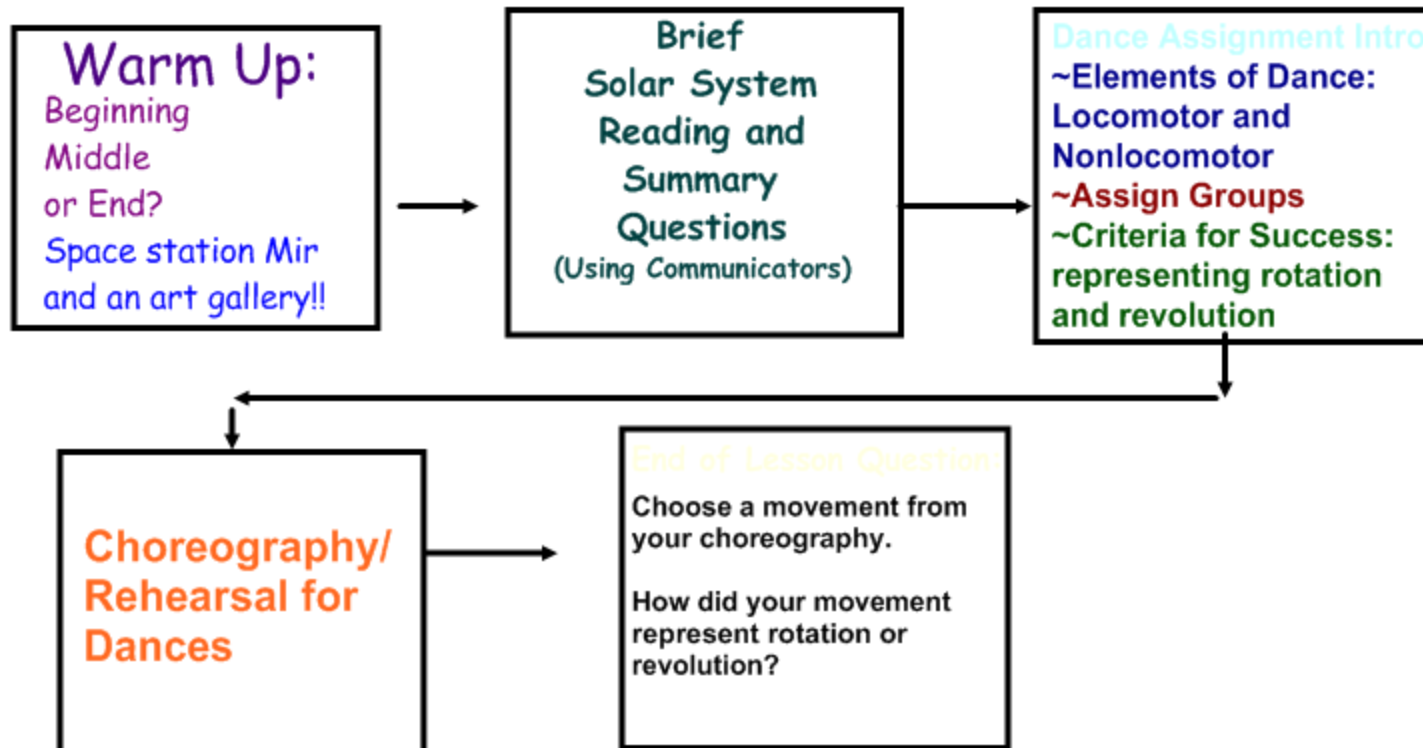 Warm Up:
Beginning
Middle
or End?
Space station Mir
and an art gallery!!
Brief
Solar System
Reading and
Summary
Questions
(Using Communicators)
Dance Assignment Intro
~Elements of Dance:
Locomotor and
Nonlocomotor
~Assign Groups
~Criteria for Success:
representing rotation
and revolution
Choreography/
Rehearsal for
Dances
End of Lesson Question:
Choose a movement from
your choreography.
How did your movement
represent rotation or
revolution?